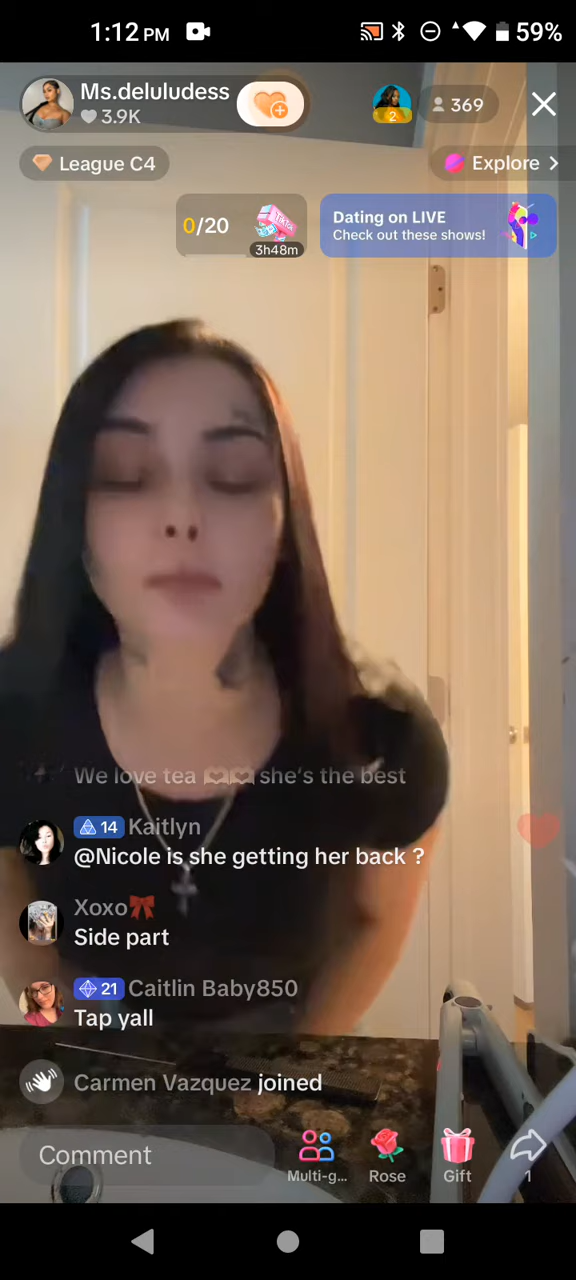 1:12 PM
59%
Ms.deluludess
3.9K
2
369
League C4
Explore >
0/20
TikTok
3h48m
Dating on LIVE
Check out these shows!
We love tea 🫶🫶 she's the best
14 Kaitlyn
@Nicole is she getting her back ?
Xoxo🎀
Side part
21 Caitlin Baby850
Tap yall
Carmen Vazquez joined
Comment
Multi-g...
Rose
Gift
1